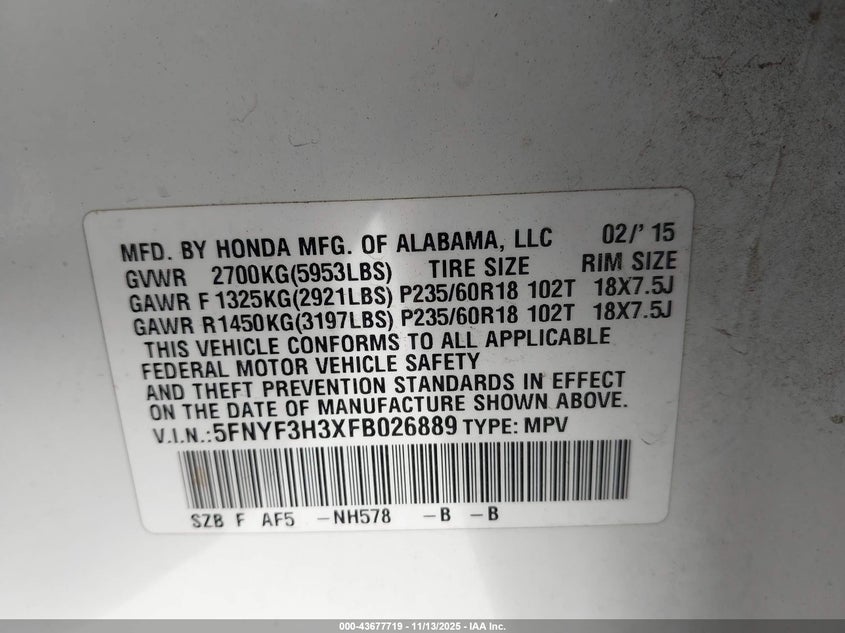 MFD. BY HONDA MFG. OF ALABAMA, LLC 02/' 15
GVWR 2700KG(5953LBS) TIRE SIZE RIM SIZE
GAWR F 1325KG(2921LBS) P235/60R18 102T 18X7.5J
GAWR R1450KG(3197LBS) P235/60R18 102T 18X7.5J
THIS VEHICLE CONFORMS TO ALL APPLICABLE
FEDERAL MOTOR VEHICLE SAFETY
AND THEFT PREVENTION STANDARDS IN EFFECT
ON THE DATE OF MANUFACTURE SHOWN ABOVE.
V.I.N.:5FNYF3H3XFB026889 TYPE: MPV
SZB F AF5 -NH578 -B -B
000-43677719 - 11/13/2025 - IAA Inc.